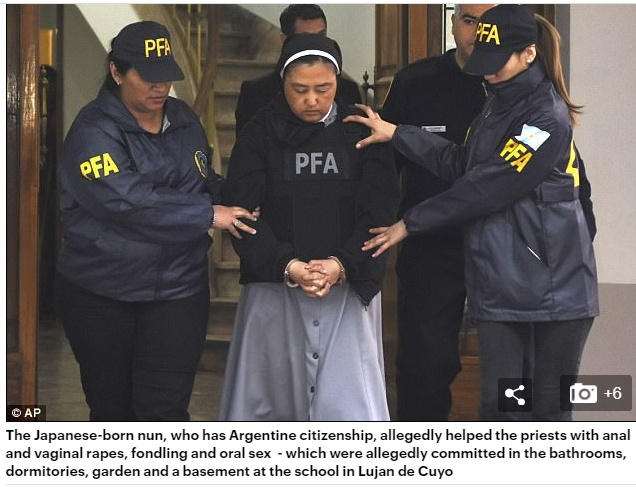 PFA
PFA
PFA
PFA
PFA
© AP
+6
The Japanese-born nun, who has Argentine citizenship, allegedly helped the priests with anal
and vaginal rapes, fondling and oral sex - which were allegedly committed in the bathrooms,
dormitories, garden and a basement at the school in Lujan de Cuyo